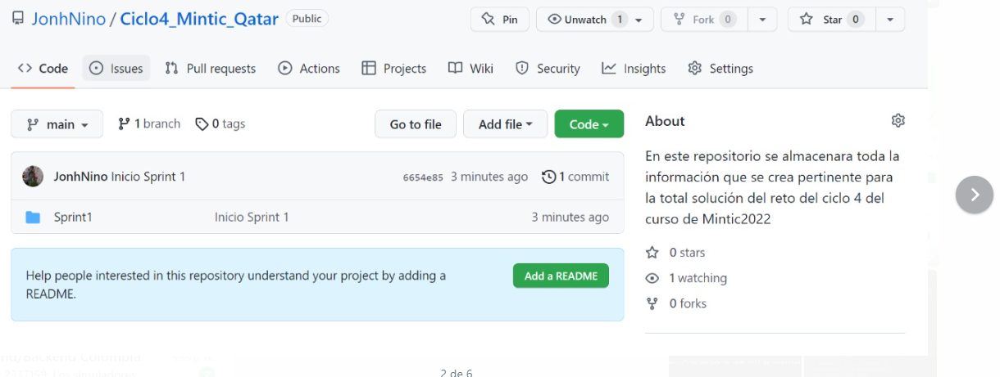 JonhNino / Ciclo4_Mintic_Qatar Public
Pin Unwatch 1 Fork 0 Star 0
Code Issues Pull requests Actions Projects Wiki Security Insights Settings
main 1 branch 0 tags Go to file Add file Code
JonhNino Inicio Sprint 1 6654e85 3 minutes ago 1 commit
Sprint1 Inicio Sprint 1 3 minutes ago
Help people interested in this repository understand your project by adding a
README.
Add a README
About
En este repositorio se almacenara toda la
información que se crea pertinente para
la total solución del reto del ciclo 4 del
curso de Mintic2022
0 stars
1 watching
0 forks
2 de 6